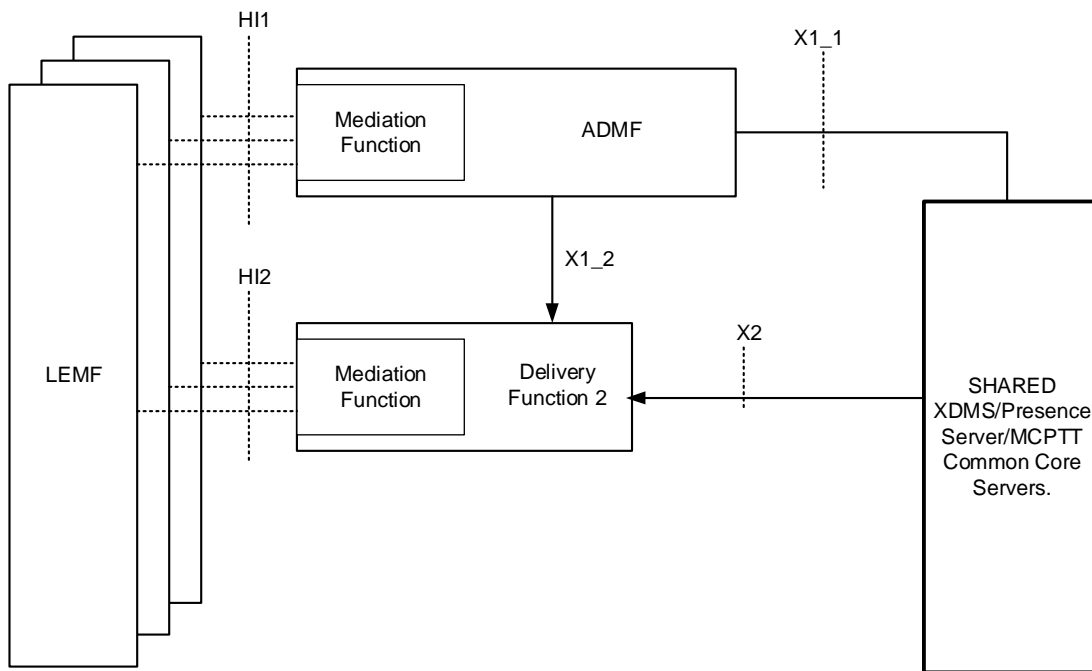 HI1
X1_1
Mediation
Function
ADMF
X1_2
HI2
X2
LEMF
Mediation
Function
Delivery
Function 2
SHARED
XDMS/Presence
Server/MCPTT
Common Core
Servers.